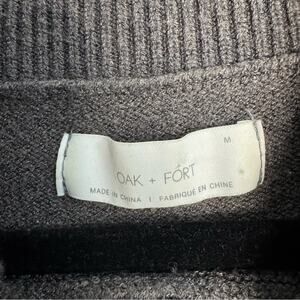 M
OAK + FORT
MADE IN CHINA | FABRIQUÉ EN CHINE